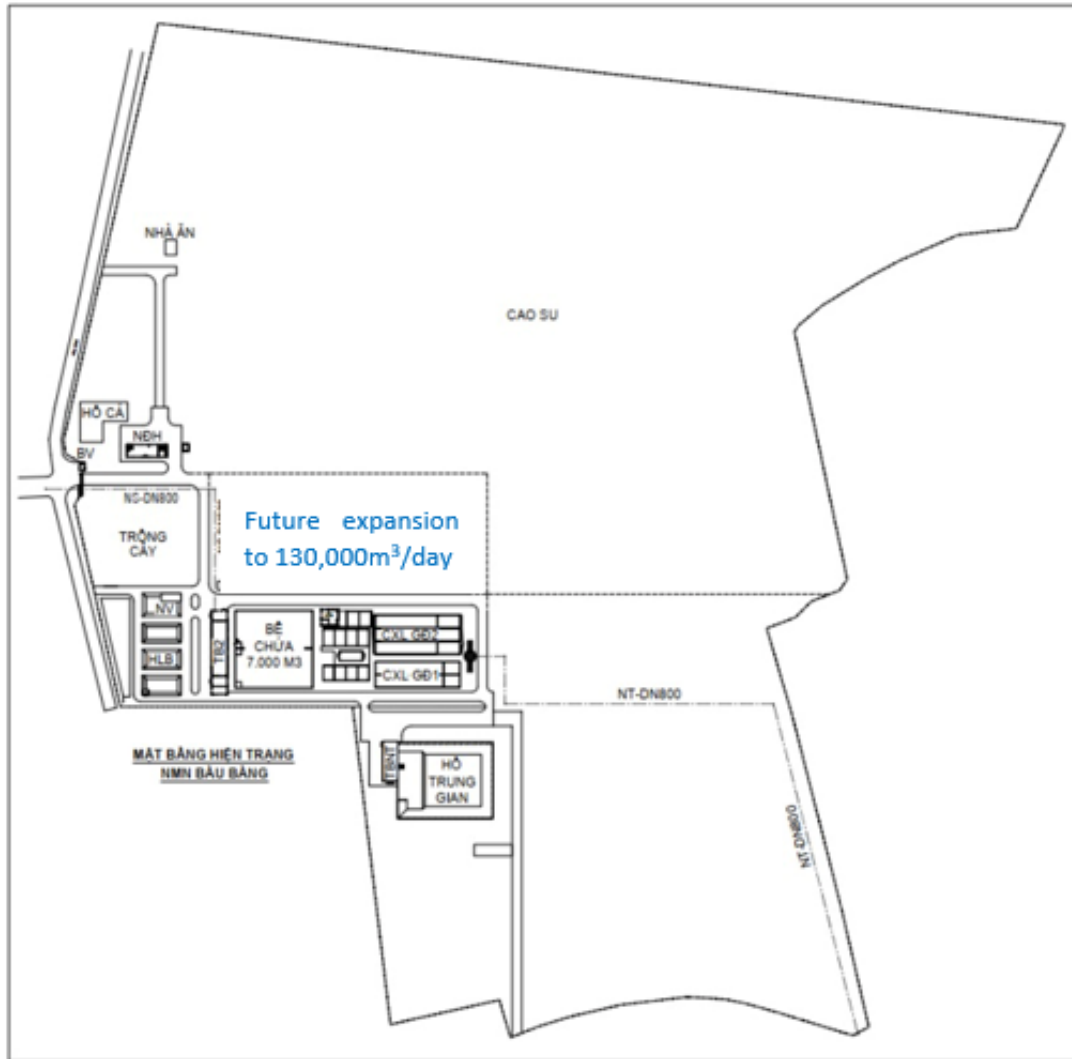 NHÀ ĂN
CAO SU
HỒ CÁ
NĐH
BV
NS-DN800
TRỒNG
CÂY
Future expansion
to 130,000m³/day
NV
HLB
TB2
BỂ
CHỨA
7.000 M3
CXL GĐ2
CXL GĐ1
NT-DN800
MẶT BẰNG HIỆN TRẠNG
NMN BÀU BÀNG
TBNT
HỒ
TRUNG
GIAN
NT-DN800